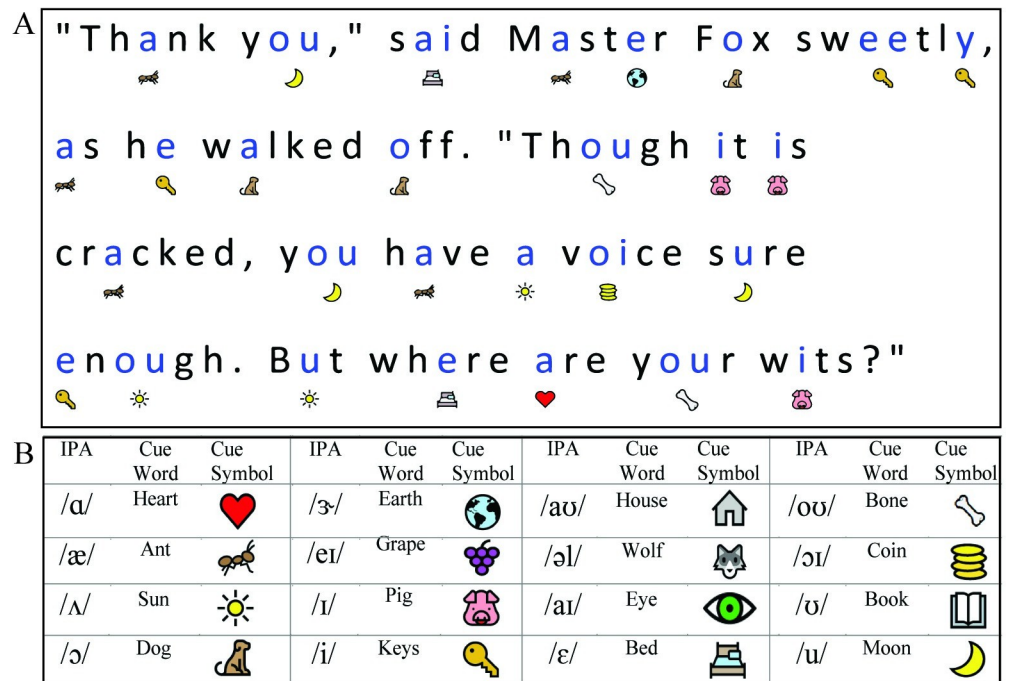 A
"Thank you," said Master Fox sweetly,
as he walked off. "Though it is
cracked, you have a voice sure
enough. But where are your wits?"
B
IPA Cue Word Cue Symbol IPA Cue Word Cue Symbol IPA Cue Word Cue Symbol IPA Cue Word Cue Symbol
/ɑ/ Heart /ɝ/ Earth /aʊ/ House /oʊ/ Bone
/æ/ Ant /eɪ/ Grape /əl/ Wolf /ɔɪ/ Coin
/ʌ/ Sun /ɪ/ Pig /aɪ/ Eye /ʊ/ Book
/ɔ/ Dog /i/ Keys /ɛ/ Bed /u/ Moon